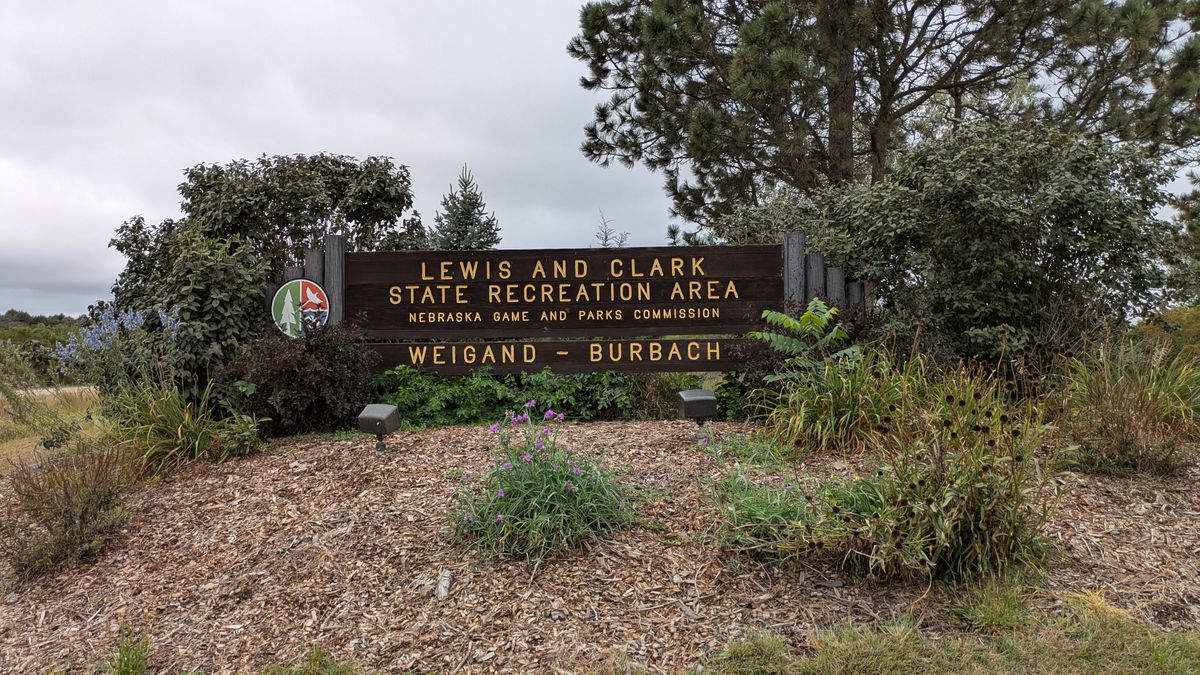 LEWIS AND CLARK
STATE RECREATION AREA
NEBRASKA GAME AND PARKS COMMISSION
WEIGAND - BURBACH